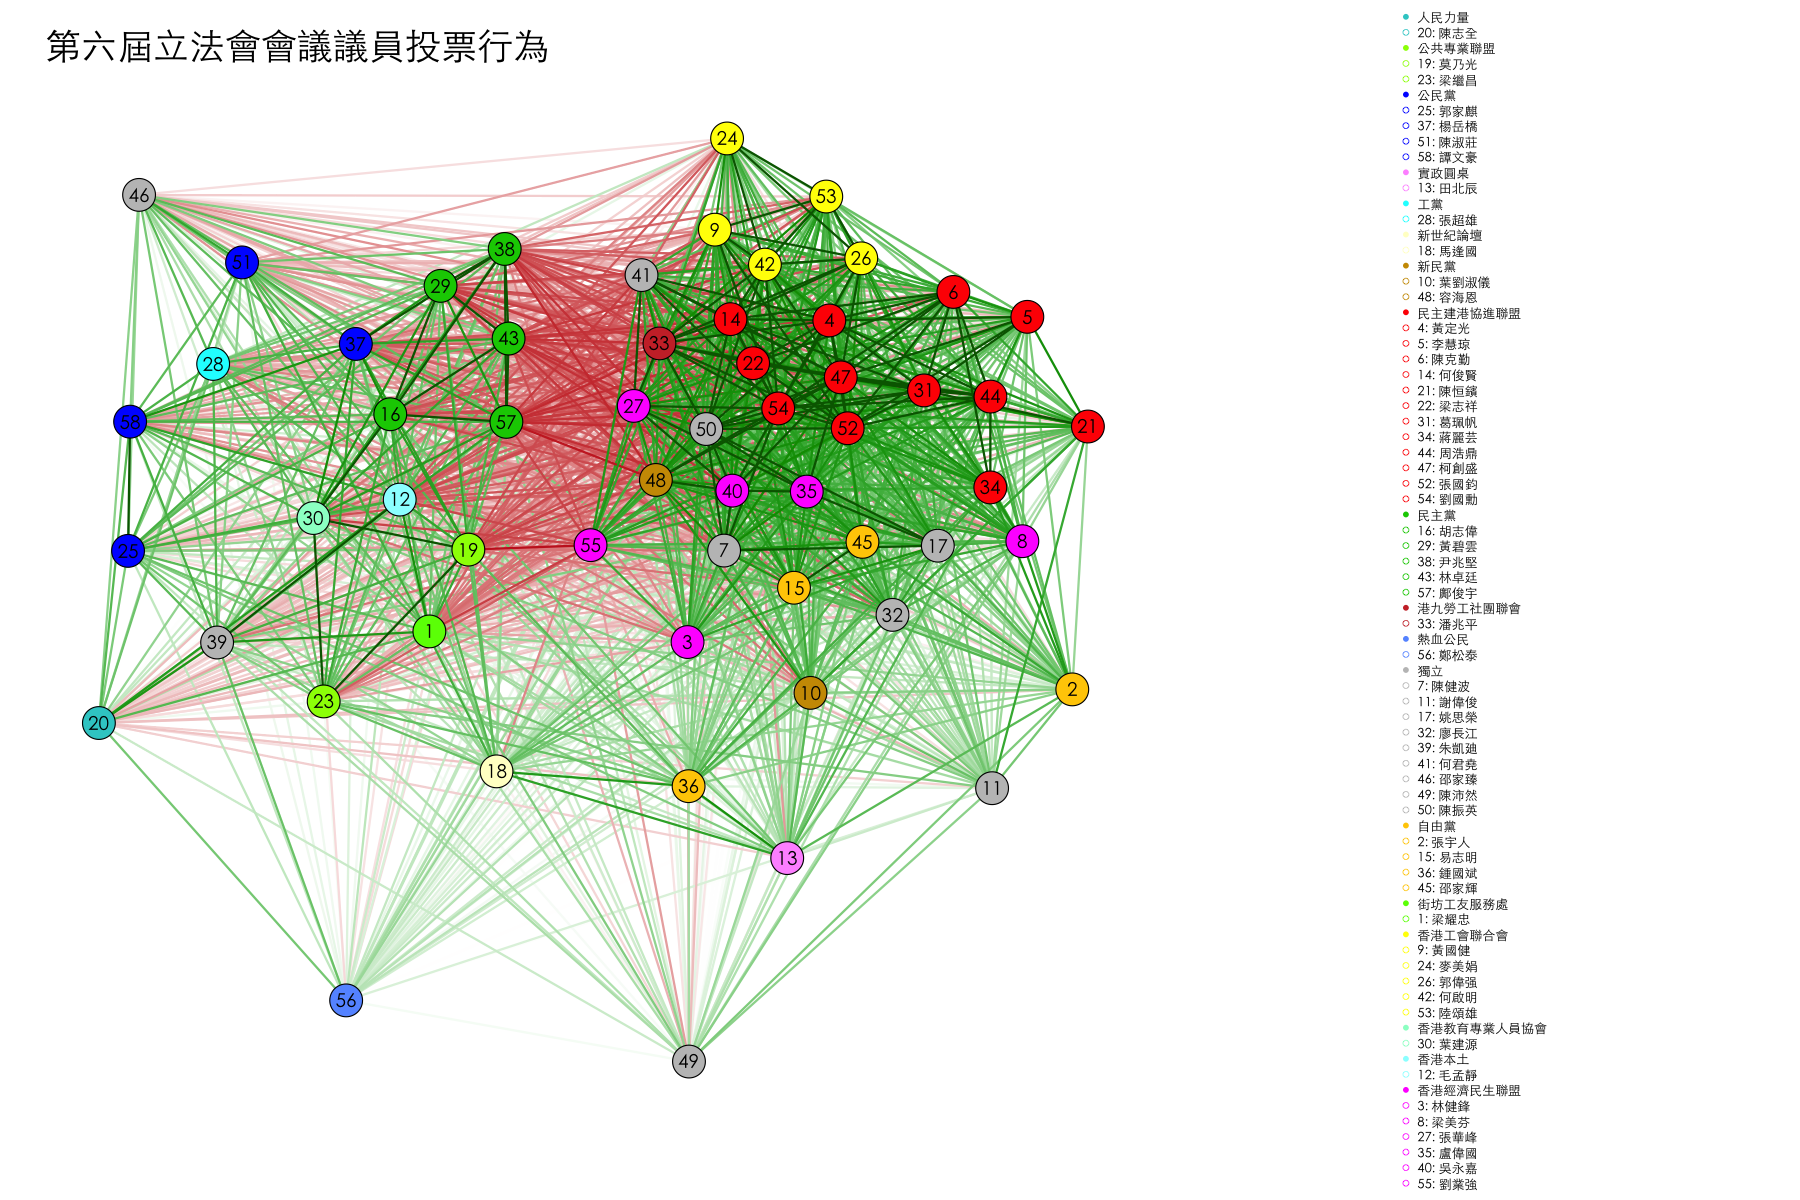 第六屆立法會會議議員投票行為
24
46
53
9
38
51
26
42
41
29
6
5
14
4
43
33
37
22
28
47
31
44
27
54
16
58
57
50
52
21
48
34
40
35
12
30
8
45
55
17
19
7
25
15
32
1
39
3
2
10
23
20
18
36
11
13
56
49
人民力量
20: 陳志全
公共專業聯盟
19: 莫乃光
23: 梁繼昌
公民黨
25: 郭家麒
37: 楊岳橋
51: 陳淑莊
58: 譚文豪
實政圓桌
13: 田北辰
工黨
28: 張超雄
新世紀論壇
18: 馬逢國
新民黨
10: 葉劉淑儀
48: 容海恩
民主建港協進聯盟
4: 黃定光
5: 李慧琼
6: 陳克勤
14: 何俊賢
21: 陳恒鑌
22: 梁志祥
31: 葛珮帆
34: 蔣麗芸
44: 周浩鼎
47: 柯創盛
52: 張國鈞
54: 劉國勳
民主黨
16: 胡志偉
29: 黃碧雲
38: 尹兆堅
43: 林卓廷
57: 鄺俊宇
港九勞工社團聯會
33: 潘兆平
熱血公民
56: 鄭松泰
獨立
7: 陳健波
11: 謝偉俊
17: 姚思榮
32: 廖長江
39: 朱凱廸
41: 何君堯
46: 邵家臻
49: 陳沛然
50: 陳振英
自由黨
2: 張宇人
15: 易志明
36: 鍾國斌
45: 邵家輝
街坊工友服務處
1: 梁耀忠
香港工會聯合會
9: 黃國健
24: 麥美娟
26: 郭偉强
42: 何啟明
53: 陸頌雄
香港教育專業人員協會
30: 葉建源
香港本土
12: 毛孟靜
香港經濟民生聯盟
3: 林健鋒
8: 梁美芬
27: 張華峰
35: 盧偉國
40: 吳永嘉
55: 劉業強